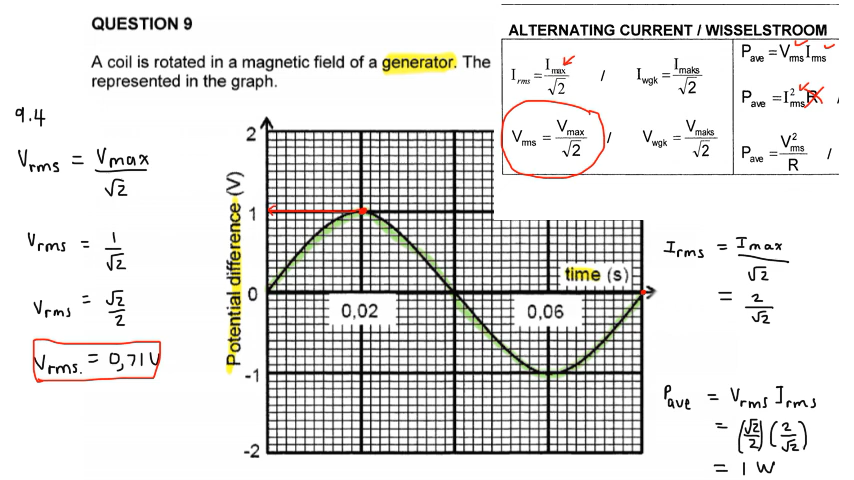 QUESTION 9
A coil is rotated in a magnetic field of a generator. The
represented in the graph.
ALTERNATING CURRENT / WISSELSTROOM
I_rms = I_max / √2 / I_wgk = I_maks / √2
V_rms = V_max / √2 / V_wgk = V_maks / √2
P_ave = V_rms I_rms
P_ave = I²_rms R /
P_ave = V²_rms / R /
9.4
V_rms = V_max / √2
V_rms = 1 / √2
V_rms = √2 / 2
V_rms. = 0,71V
Potential difference (V)
2
1
0
-1
-2
0,02
0,06
time (s)
I_rms = I_max / √2
= 2 / √2
P_ave = V_rms I_rms
= (√2 / 2) (2 / √2)
= 1 W